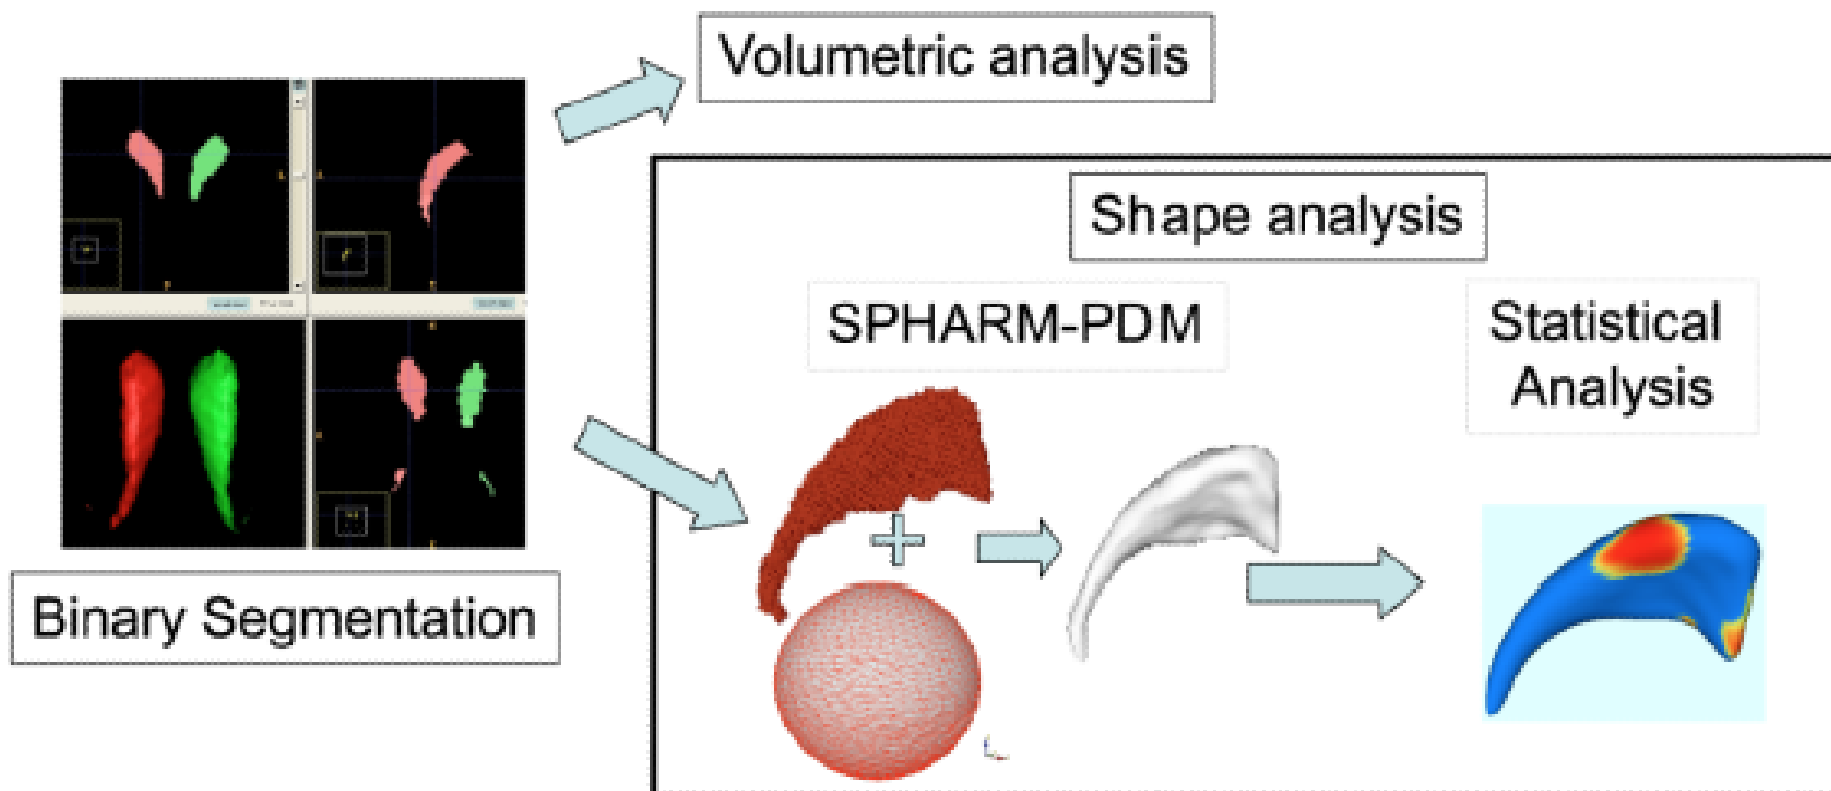 Volumetric analysis
Shape analysis
SPHARM-PDM
Statistical
Analysis
Binary Segmentation